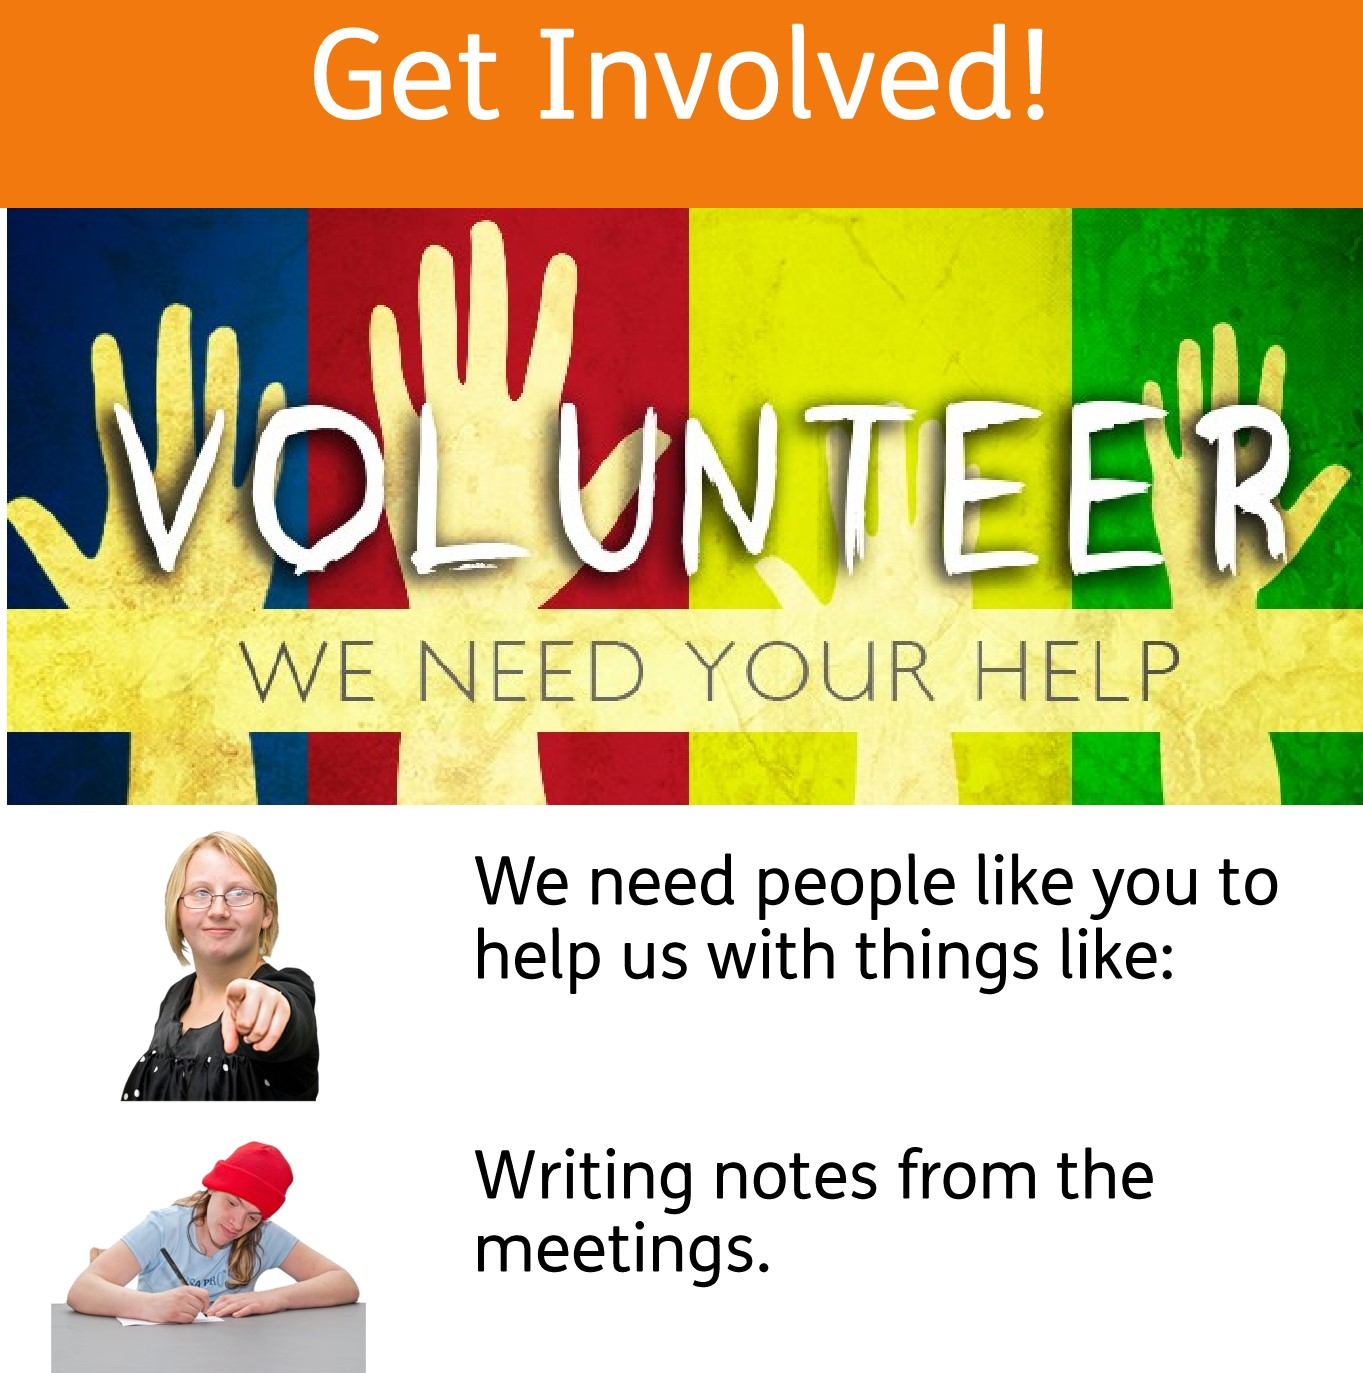 Get Involved!
VOLUNTEER
WE NEED YOUR HELP
We need people like you to
help us with things like:
Writing notes from the
meetings.